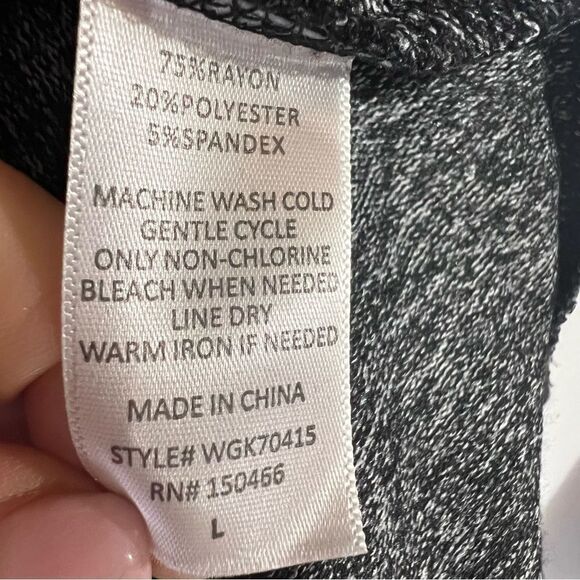 75%RAYON
20%POLYESTER
5%SPANDEX
MACHINE WASH COLD
GENTLE CYCLE
ONLY NON-CHLORINE
BLEACH WHEN NEEDED
LINE DRY
WARM IRON IF NEEDED
MADE IN CHINA
STYLE# WGK70415
RN# 150466
L